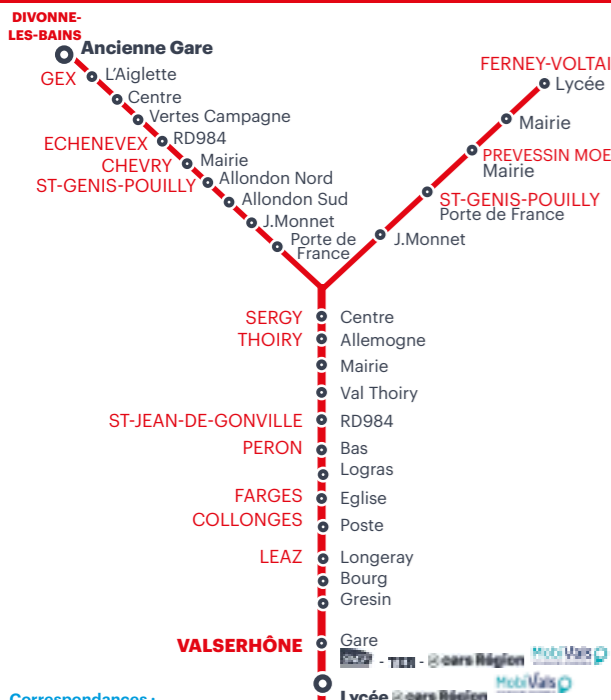 DIVONNE-
LES-BAINS
Ancienne Gare
GEX L'Aiglette
Centre
Vertes Campagne
ECHENEVEX RD984
CHEVRY Mairie
ST-GENIS-POUILLY Allondon Nord
Allondon Sud
J.Monnet
Porte de
France
FERNEY-VOLTAI
Lycée
Mairie
PREVESSIN MOE
Mairie
ST-GENIS-POUILLY
Porte de France
J.Monnet
SERGY Centre
THOIRY Allemogne
Mairie
Val Thoiry
ST-JEAN-DE-GONVILLE RD984
PERON Bas
Logras
FARGES Eglise
COLLONGES Poste
LEAZ Longeray
Bourg
Gresin
VALSERHÔNE Gare
- TER - cars Région MobiVals
Lycée cars Région MobiVals
Correspondances :